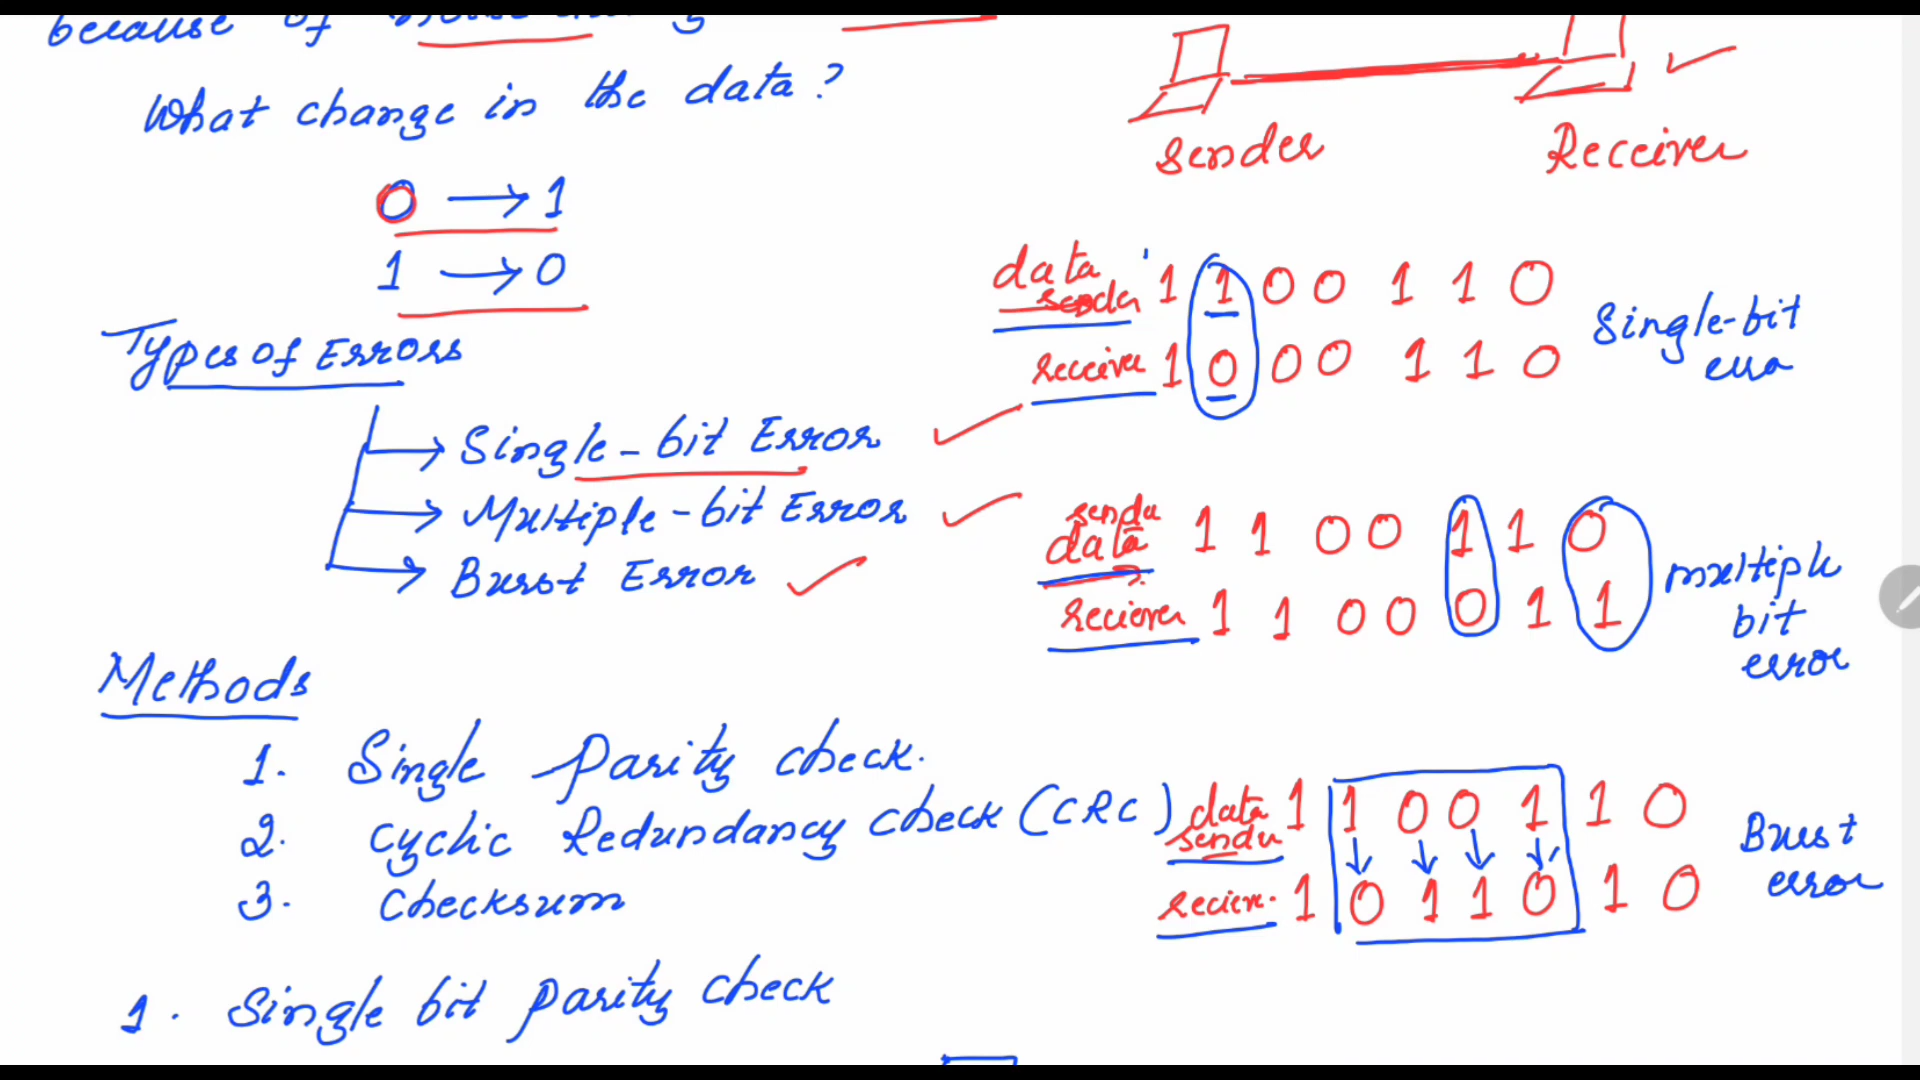 because of
What change in the data?
0 → 1
1 → 0
Types of Errors
→ Single-bit Error
→ Multiple-bit Error
→ Burst Error
Methods
1. Single Parity check.
2. Cyclic Redundancy check (CRC)
3. Checksum
1. Single bit parity check
Sender Receiver
data
sender 1 1 0 0 1 1 0
receiver 1 0 0 0 1 1 0
Single-bit
erro
sender
data 1 1 0 0 1 1 0
reciever 1 1 0 0 0 1 1
multiple
bit
error
data
sender 1 1 0 0 1 1 0
reciere. 1 0 1 1 0 1 0
Burst
error